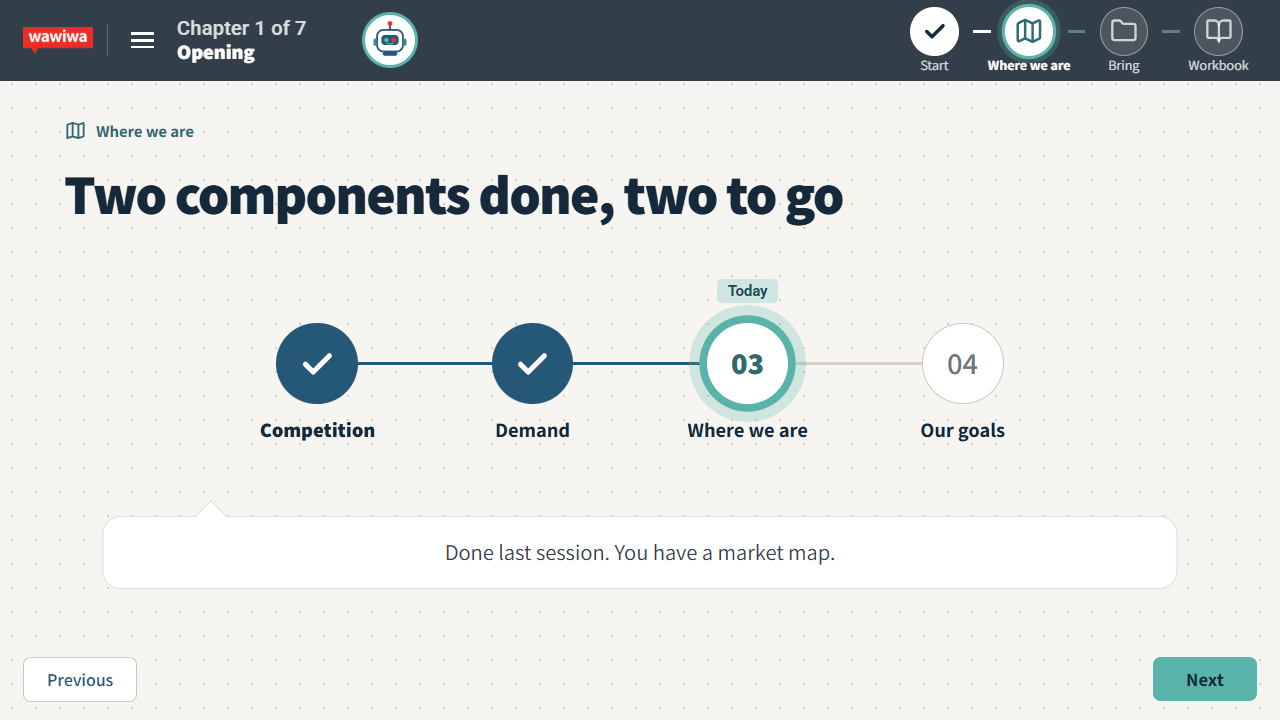 wawiwa
Chapter 1 of 7
Opening
Start
Where we are
Bring
Workbook
Where we are
Two components done, two to go
Today
03
04
Competition
Demand
Where we are
Our goals
Done last session. You have a market map.
Previous
Next